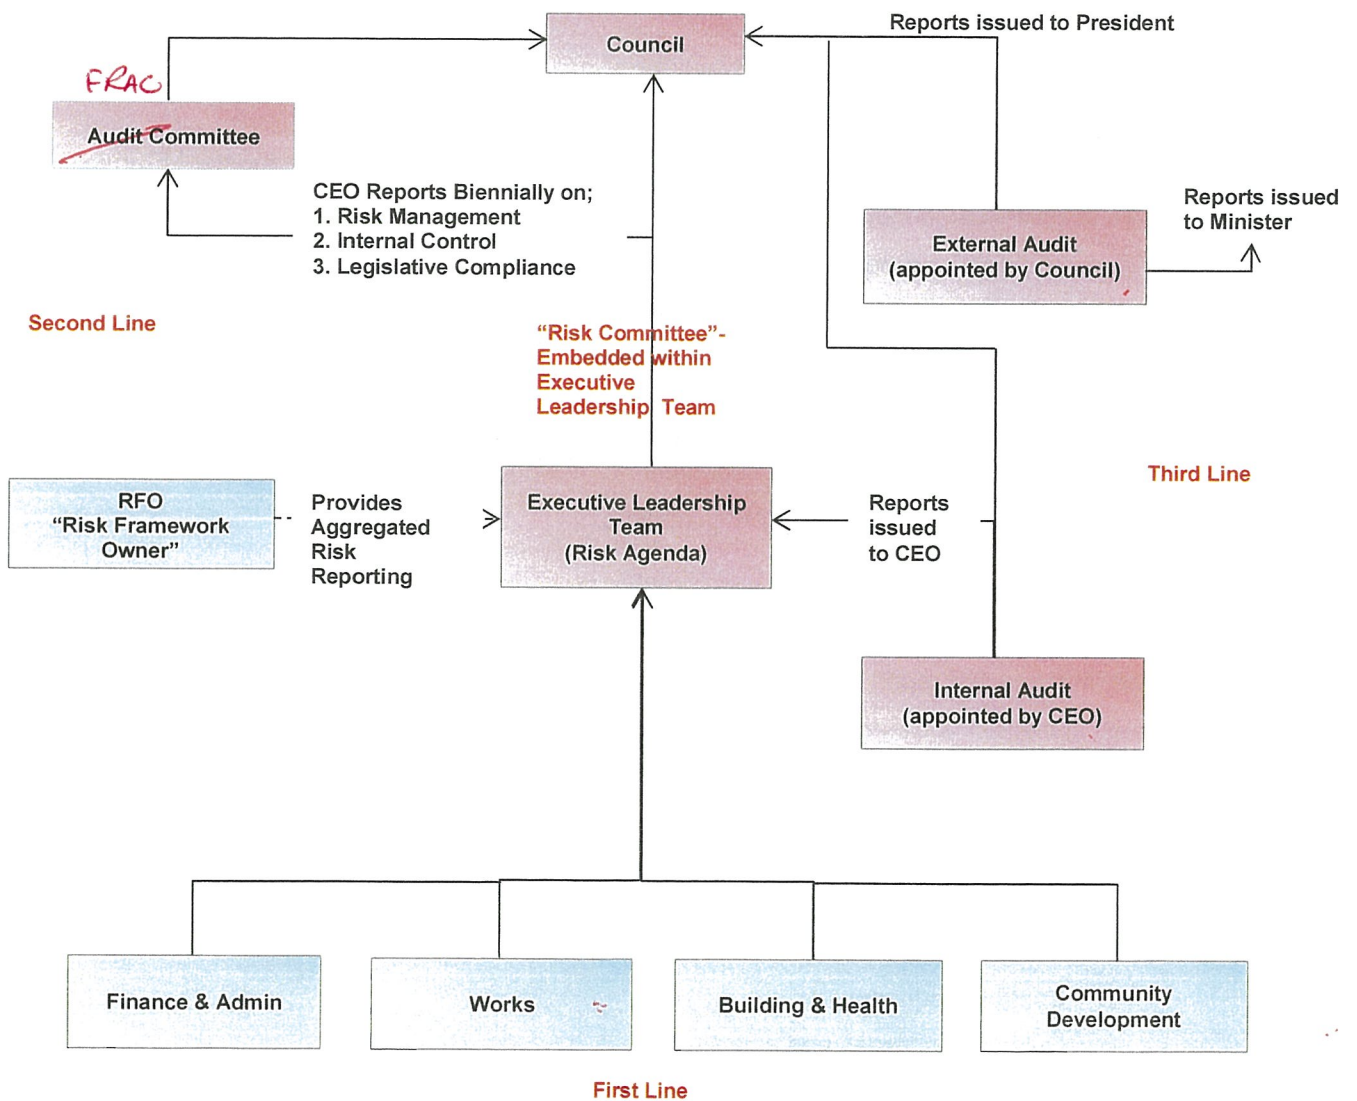 Council
Reports issued to President
FRAC
Audit Committee
CEO Reports Biennially on;
1. Risk Management
2. Internal Control
3. Legislative Compliance
Reports issued
to Minister
External Audit
(appointed by Council)
Second Line
“Risk Committee”-
Embedded within
Executive
Leadership Team
Third Line
RFO
“Risk Framework
Owner”
Provides
Aggregated
Risk
Reporting
Executive Leadership
Team
(Risk Agenda)
Reports
issued
to CEO
Internal Audit
(appointed by CEO)
Finance & Admin
Works
Building & Health
Community
Development
First Line